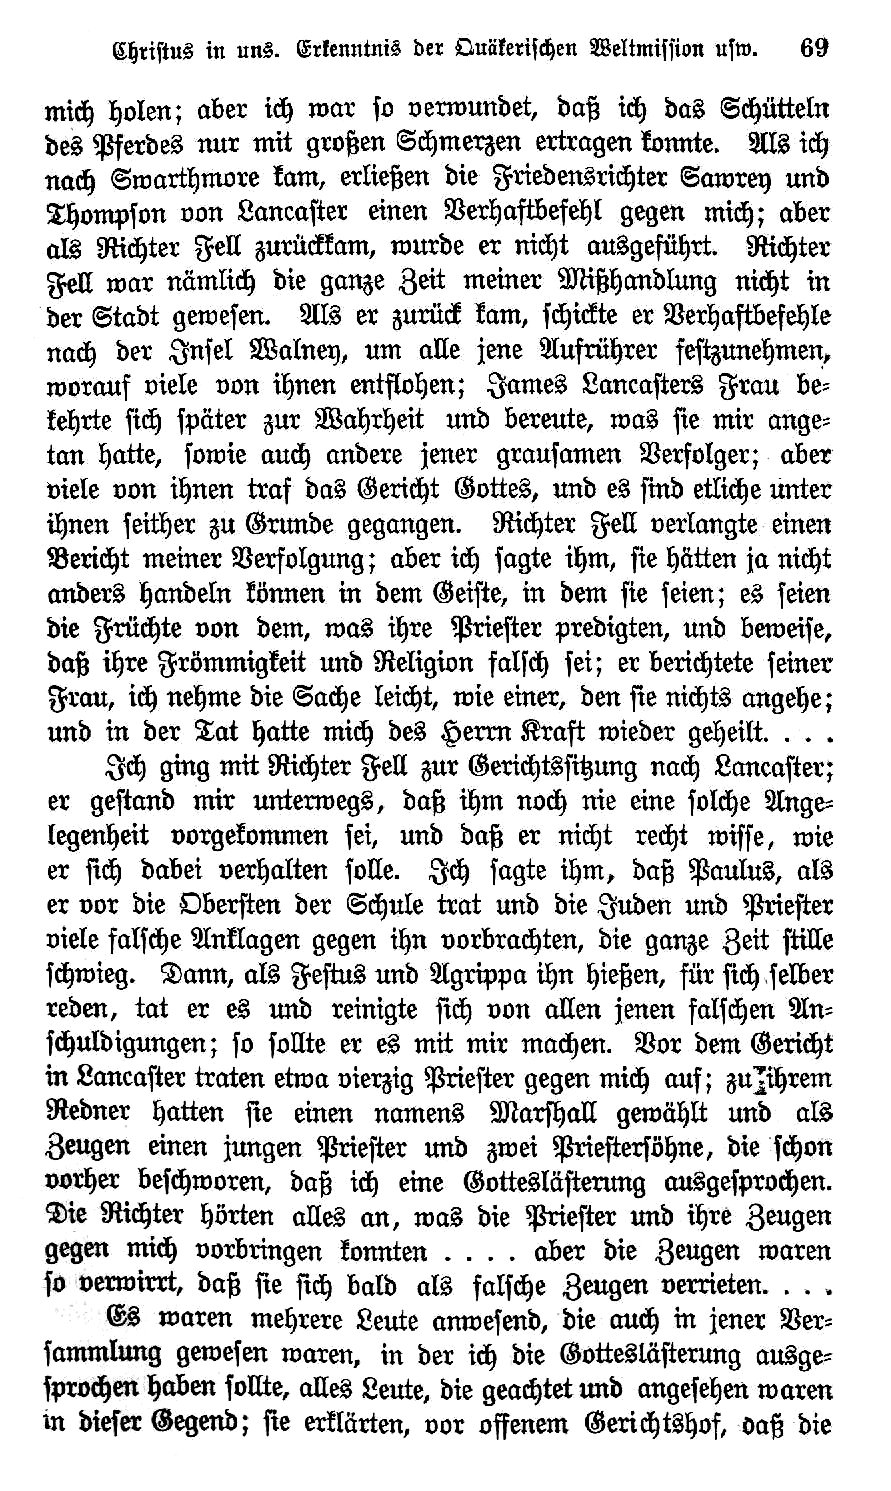 Christus in uns. Erkenntnis der Quäkerischen Weltmission usw. 69
mich holen; aber ich war so verwundet, daß ich das Schütteln
des Pferdes nur mit großen Schmerzen ertragen konnte. Als ich
nach Swarthmore kam, erließen die Friedensrichter Sawrey und
Thompson von Lancaster einen Verhaftbefehl gegen mich; aber
als Richter Fell zurückkam, wurde er nicht ausgeführt. Richter
Fell war nämlich die ganze Zeit meiner Mißhandlung nicht in
der Stadt gewesen. Als er zurück kam, schickte er Verhaftbefehle
nach der Insel Walney, um alle jene Aufrührer festzunehmen,
worauf viele von ihnen entflohen; James Lancasters Frau be-
kehrte sich später zur Wahrheit und bereute, was sie mir ange-
tan hatte, sowie auch andere jener grausamen Verfolger; aber
viele von ihnen traf das Gericht Gottes, und es sind etliche unter
ihnen seither zu Grunde gegangen. Richter Fell verlangte einen
Bericht meiner Verfolgung; aber ich sagte ihm, sie hätten ja nicht
anders handeln können in dem Geiste, in dem sie seien; es seien
die Früchte von dem, was ihre Priester predigten, und beweise,
daß ihre Frömmigkeit und Religion falsch sei; er berichtete seiner
Frau, ich nehme die Sache leicht, wie einer, den sie nichts angehe;
und in der Tat hatte mich des Herrn Kraft wieder geheilt. . . .
Ich ging mit Richter Fell zur Gerichtssitzung nach Lancaster;
er gestand mir unterwegs, daß ihm noch nie eine solche Ange-
legenheit vorgekommen sei, und daß er nicht recht wisse, wie
er sich dabei verhalten solle. Ich sagte ihm, daß Paulus, als
er vor die Obersten der Schule trat und die Juden und Priester
viele falsche Anklagen gegen ihn vorbrachten, die ganze Zeit stille
schwieg. Dann, als Festus und Agrippa ihn hießen, für sich selber
reden, tat er es und reinigte sich von allen jenen falschen An-
schuldigungen; so sollte er es mit mir machen. Vor dem Gericht
in Lancaster traten etwa vierzig Priester gegen mich auf; zu ihrem
Redner hatten sie einen namens Marshall gewählt und als
Zeugen einen jungen Priester und zwei Priestersöhne, die schon
vorher beschworen, daß ich eine Gotteslästerung ausgesprochen.
Die Richter hörten alles an, was die Priester und ihre Zeugen
gegen mich vorbringen konnten . . . . aber die Zeugen waren
so verwirrt, daß sie sich bald als falsche Zeugen verrieten. . . .
Es waren mehrere Leute anwesend, die auch in jener Ver-
sammlung gewesen waren, in der ich die Gotteslästerung ausge-
sprochen haben sollte, alles Leute, die geachtet und angesehen waren
in dieser Gegend; sie erklärten, vor offenem Gerichtshof, daß die